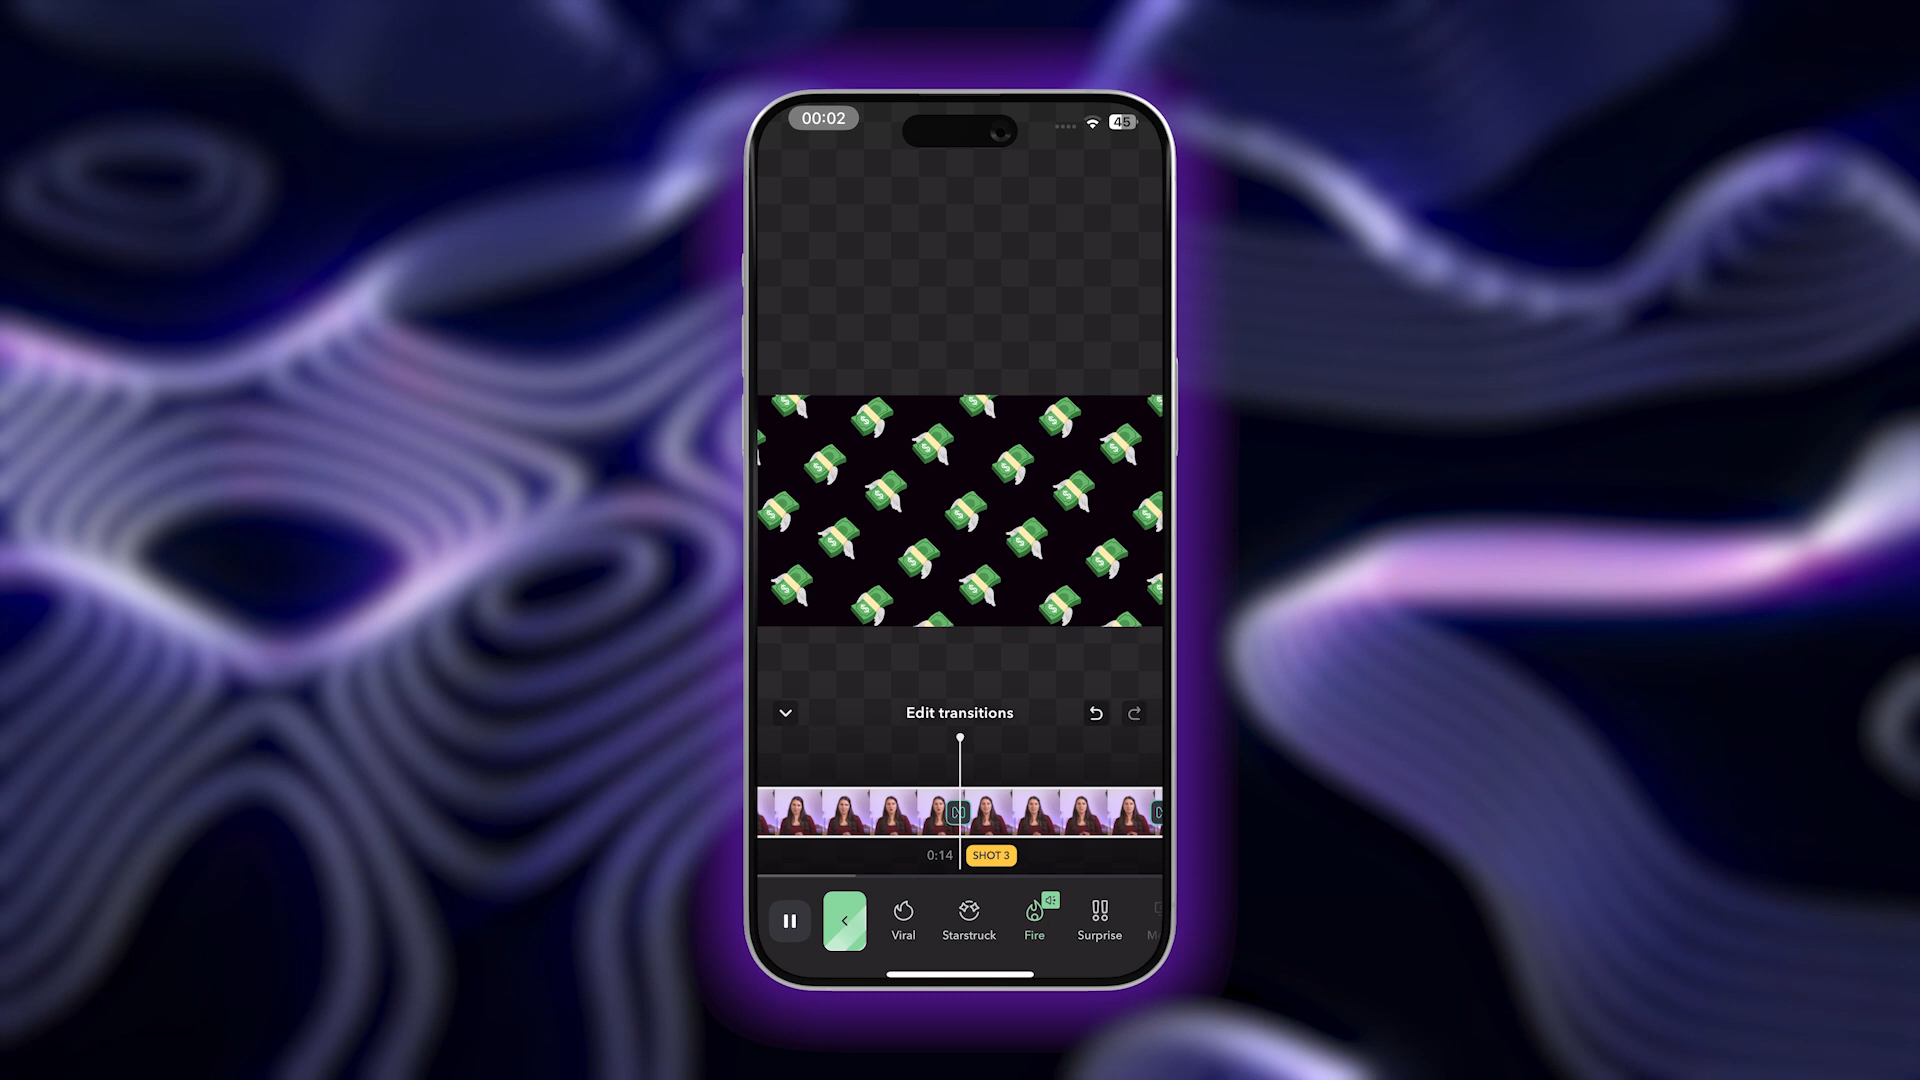 00:02
45
Edit transitions
0:14 SHOT 3
Viral Starstruck Fire Surprise